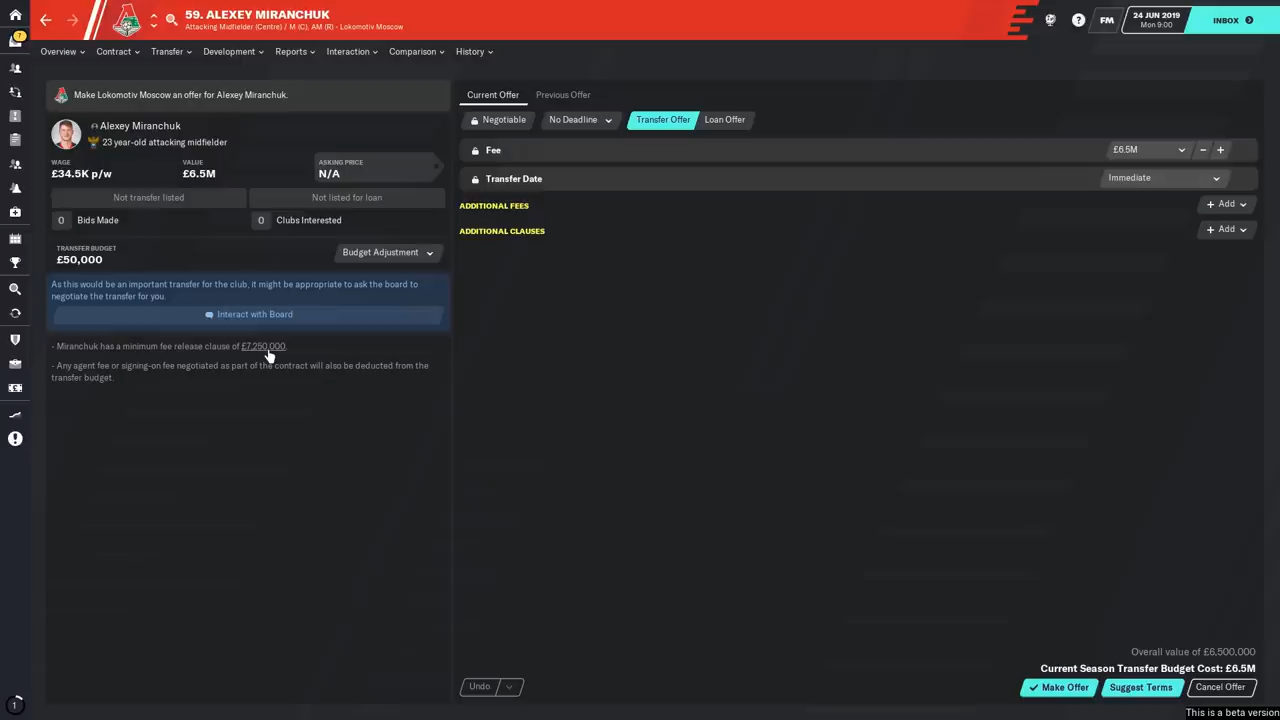 59. ALEXEY MIRANCHUK
Attacking Midfielder (Centre) / M (C), AM (R) - Lokomotiv Moscow
FM
24 JUN 2019
Mon 9:00
INBOX
7
Overview
Contract
Transfer
Development
Reports
Interaction
Comparison
History
Make Lokomotiv Moscow an offer for Alexey Miranchuk.
Alexey Miranchuk
23 year-old attacking midfielder
WAGE
£34.5K p/w
VALUE
£6.5M
ASKING PRICE
N/A
Not transfer listed
Not listed for loan
0 Bids Made
0 Clubs Interested
TRANSFER BUDGET
£50,000
Budget Adjustment
As this would be an important transfer for the club, it might be appropriate to ask the board to
negotiate the transfer for you.
Interact with Board
- Miranchuk has a minimum fee release clause of £7,250,000.
- Any agent fee or signing-on fee negotiated as part of the contract will also be deducted from the
transfer budget.
Current Offer
Previous Offer
Negotiable
No Deadline
Transfer Offer
Loan Offer
Fee
£6.5M
Transfer Date
Immediate
ADDITIONAL FEES
+ Add
ADDITIONAL CLAUSES
+ Add
Overall value of £6,500,000
Current Season Transfer Budget Cost: £6.5M
Undo
Make Offer
Suggest Terms
Cancel Offer
1
This is a beta version